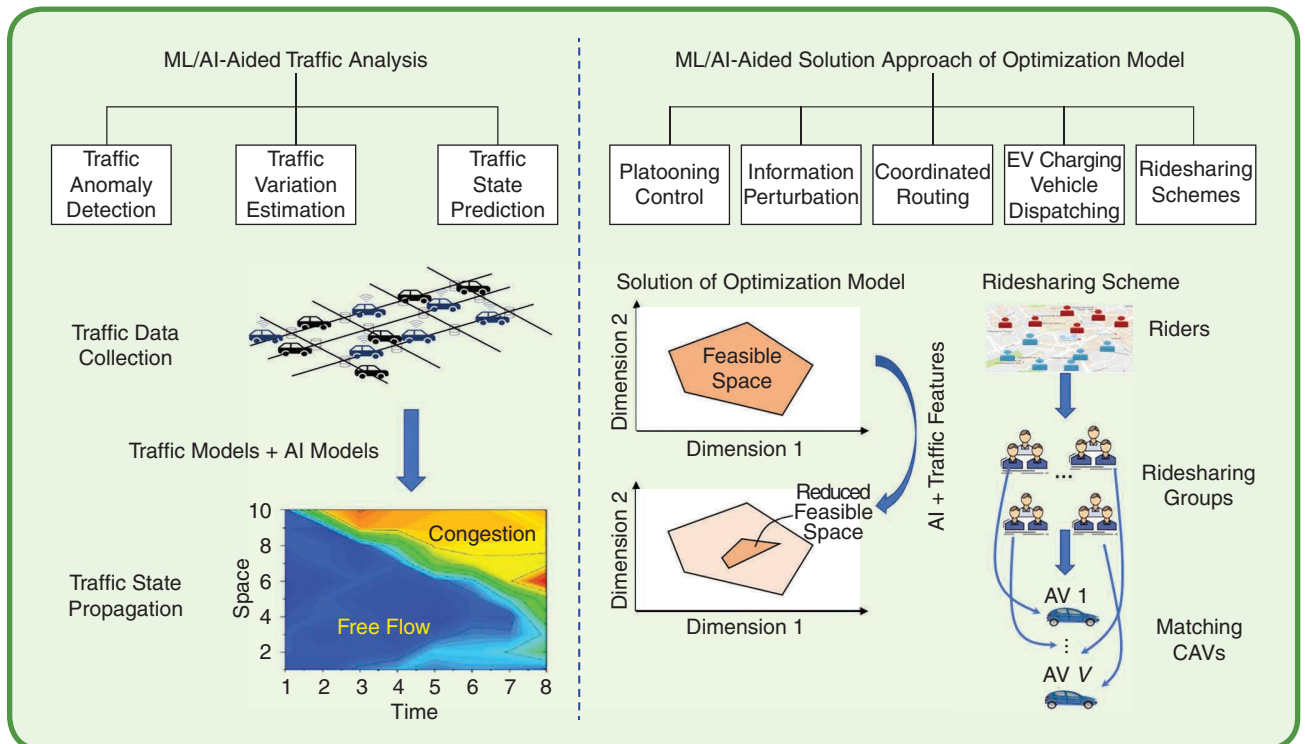 ML/AI-Aided Traffic Analysis
Traffic
Anomaly
Detection
Traffic
Variation
Estimation
Traffic
State
Prediction
Traffic Data
Collection
Traffic Models + AI Models
Traffic State
Propagation
Space
10
8
6
4
2
Congestion
Free Flow
1 2 3 4 5 6 7 8
Time
ML/AI-Aided Solution Approach of Optimization Model
Platooning
Control
Information
Perturbation
Coordinated
Routing
EV Charging
Vehicle
Dispatching
Ridesharing
Schemes
Solution of Optimization Model
Dimension 2
Feasible
Space
Dimension 1
AI + Traffic Features
Dimension 2
Reduced
Feasible
Space
Dimension 1
Ridesharing Scheme
Riders
...
Ridesharing
Groups
AV 1
⋮
AV V
Matching
CAVs